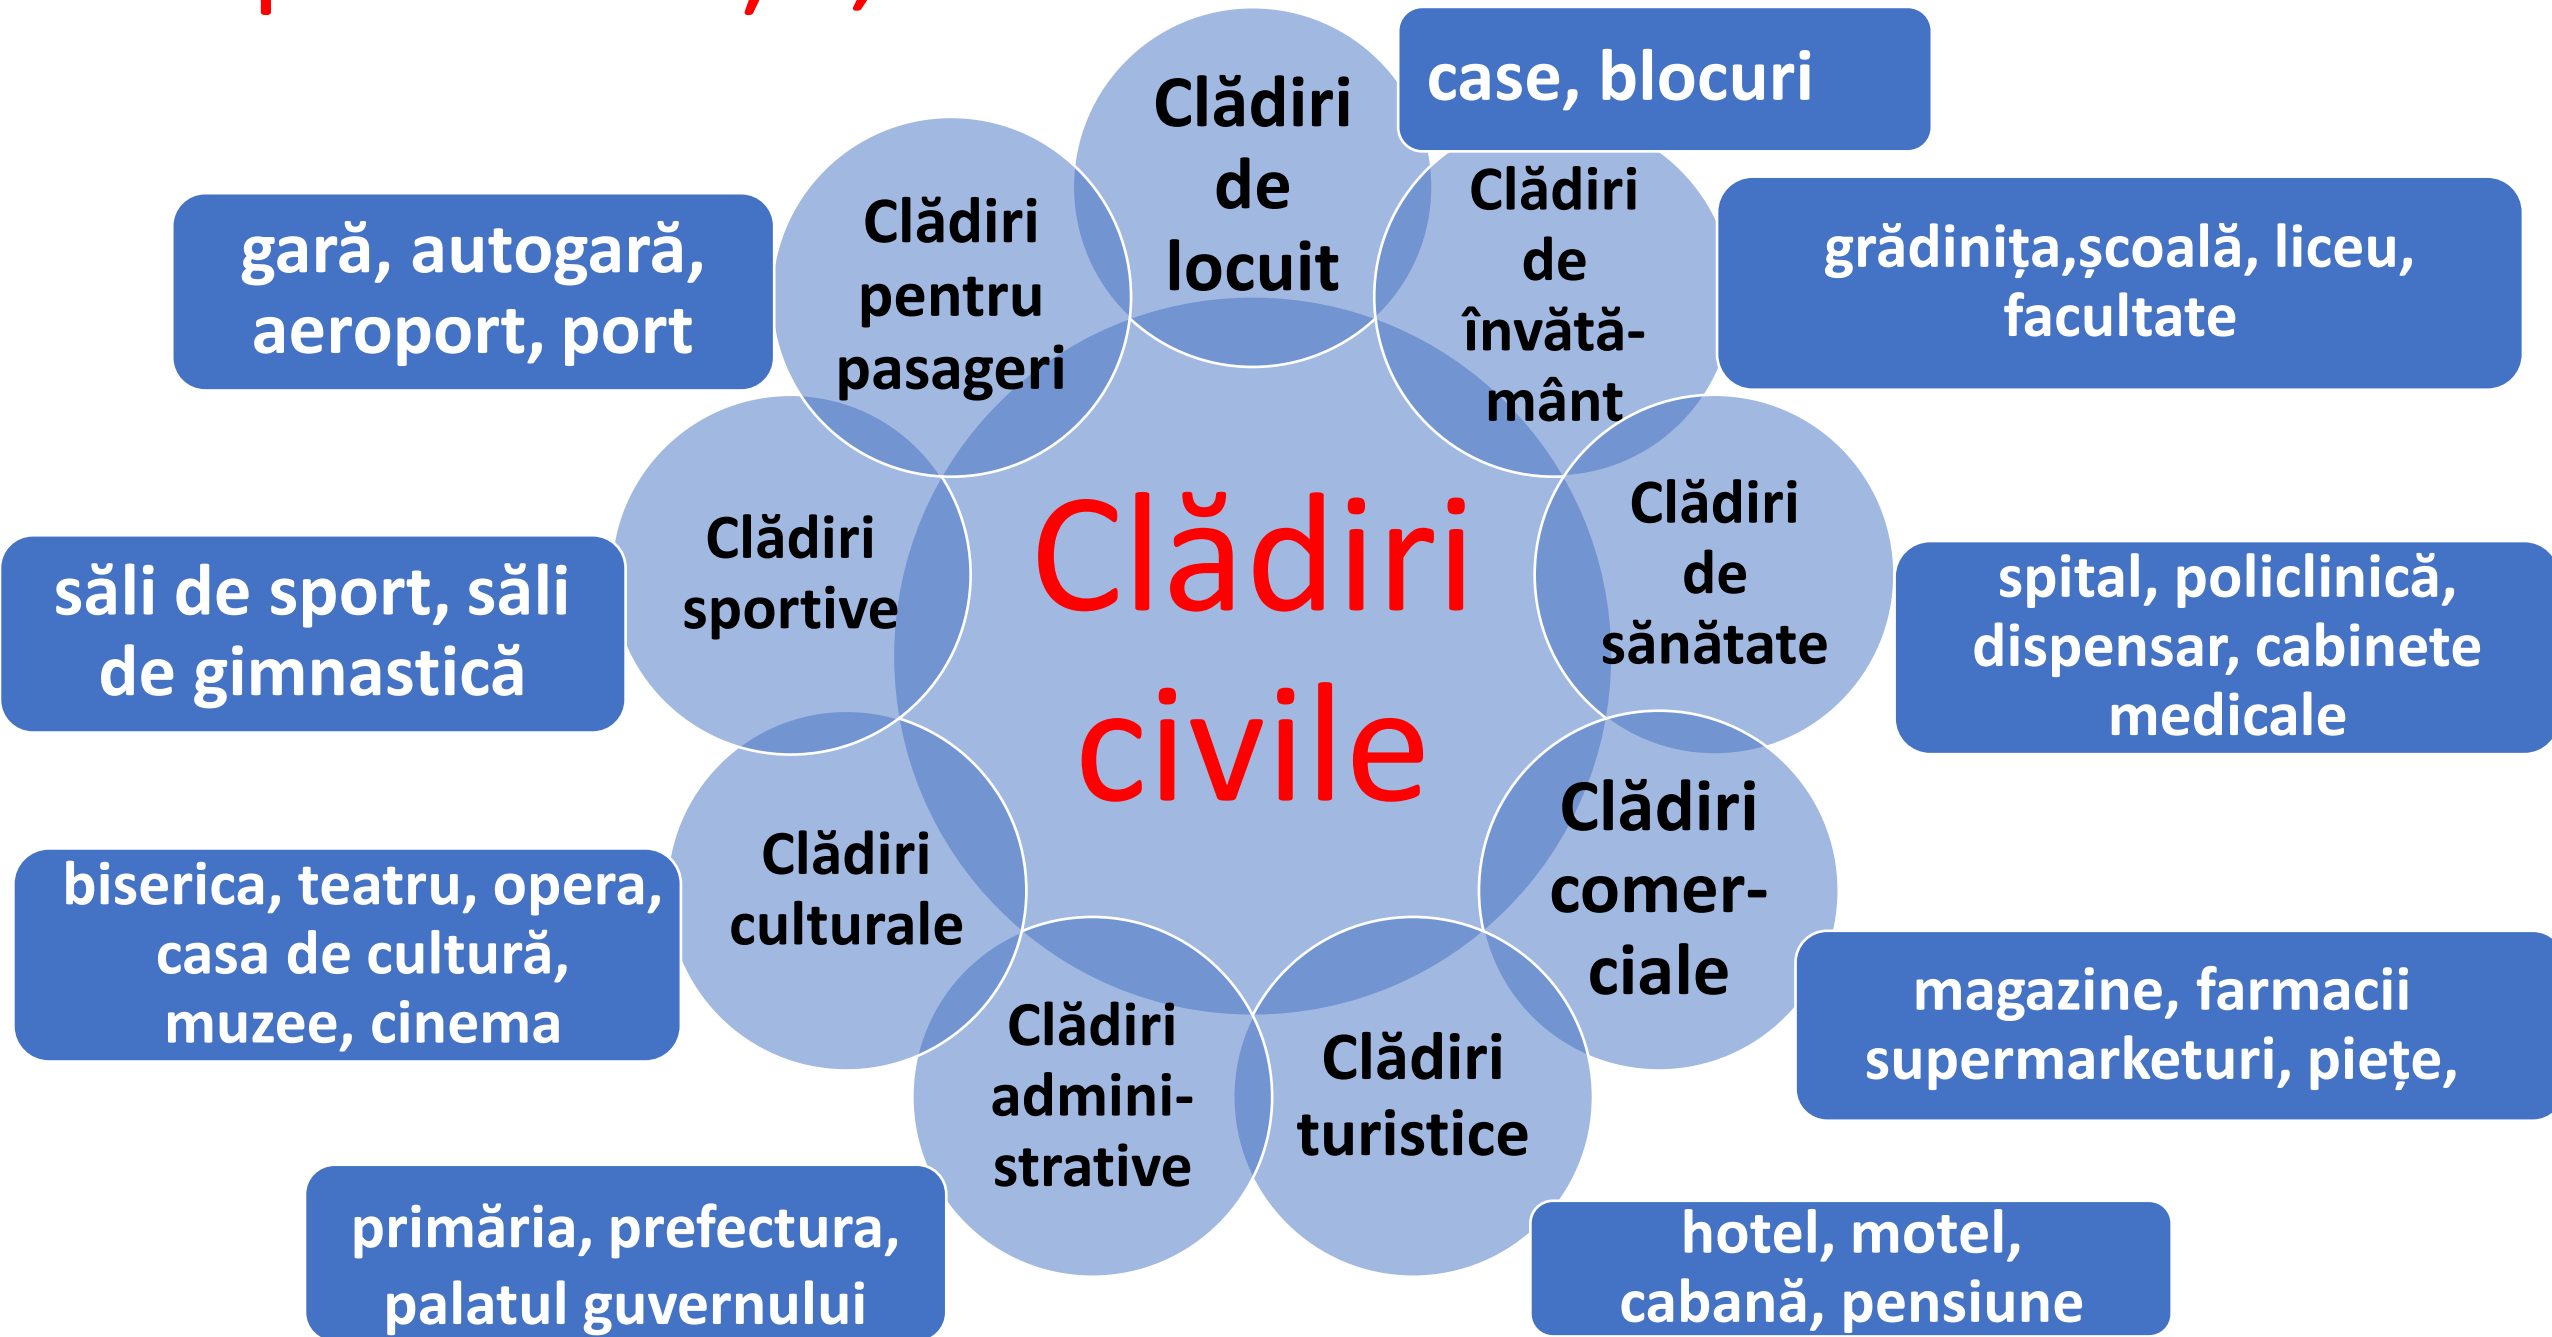 Clădiri
de
locuit
case, blocuri
Clădiri
de
învătă-
mânt
grădinița,școală, liceu,
facultate
Clădiri
de
sănătate
spital, policlinică,
dispensar, cabinete
medicale
Clădiri
comer-
ciale
magazine, farmacii
supermarketuri, piețe,
Clădiri
turistice
hotel, motel,
cabană, pensiune
Clădiri
admini-
strative
primăria, prefectura,
palatul guvernului
Clădiri
culturale
biserica, teatru, opera,
casa de cultură,
muzee, cinema
Clădiri
sportive
săli de sport, săli
de gimnastică
Clădiri
pentru
pasageri
gară, autogară,
aeroport, port
Clădiri
civile